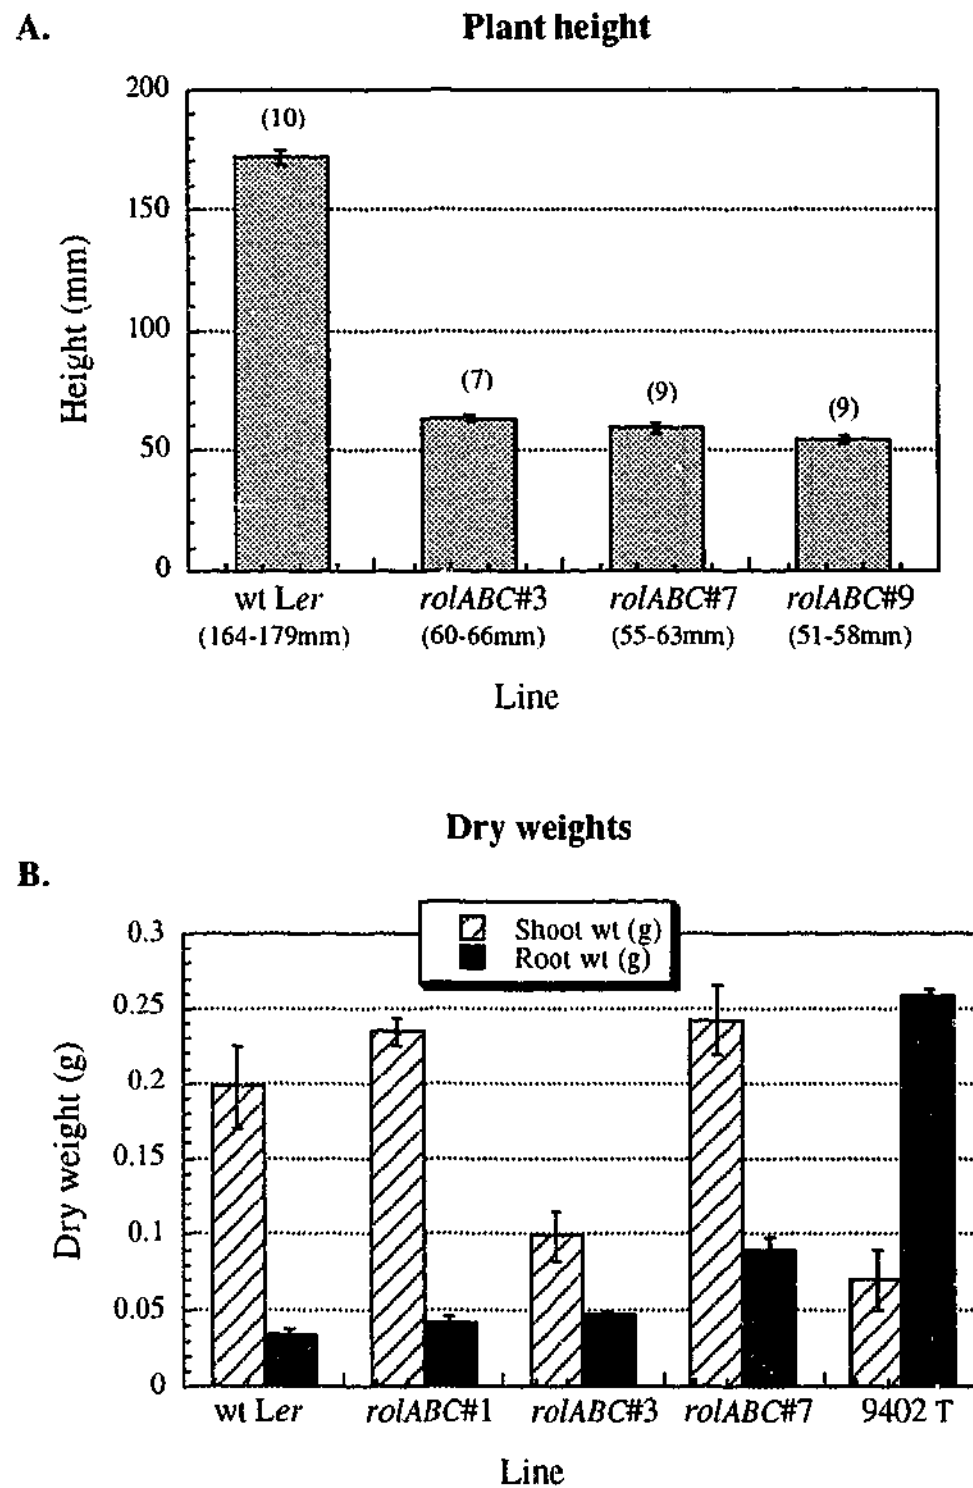 A.
Plant height
200
150
100
50
0
Height (mm)
(10)
(7)
(9)
(9)
wt Ler rolABC#3 rolABC#7 rolABC#9
(164-179mm) (60-66mm) (55-63mm) (51-58mm)
Line
Dry weights
B.
Shoot wt (g)
Root wt (g)
0.3
0.25
0.2
0.15
0.1
0.05
0
Dry weight (g)
wt Ler rolABC#1 rolABC#3 rolABC#7 9402 T
Line